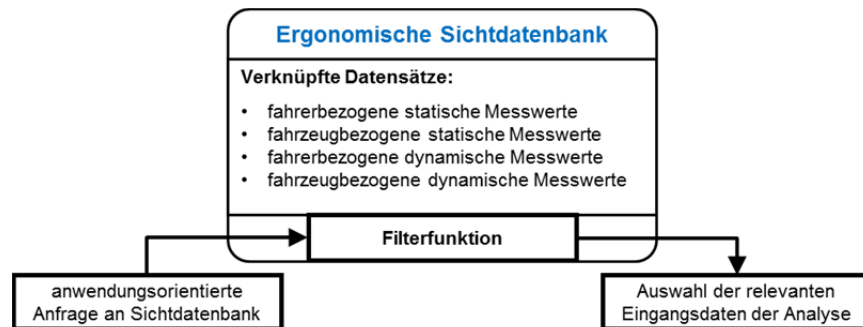 Ergonomische Sichtdatenbank
Verknüpfte Datensätze:
• fahrerbezogene statische Messwerte
• fahrzeugbezogene statische Messwerte
• fahrerbezogene dynamische Messwerte
• fahrzeugbezogene dynamische Messwerte
Filterfunktion
anwendungsorientierte
Anfrage an Sichtdatenbank
Auswahl der relevanten
Eingangsdaten der Analyse